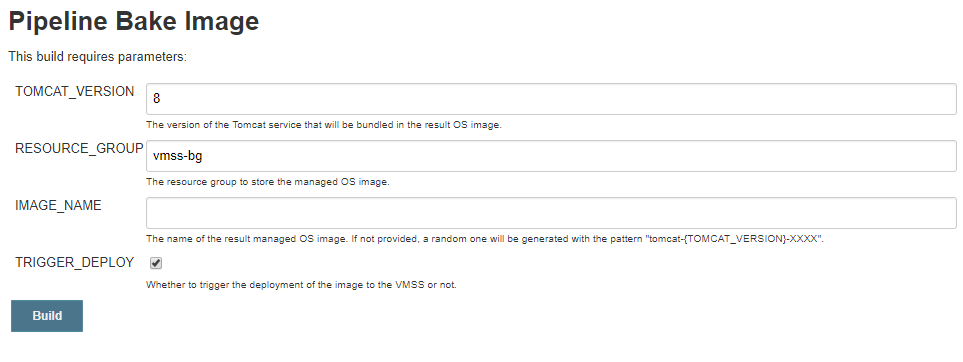 Pipeline Bake Image
This build requires parameters:
TOMCAT_VERSION
8
The version of the Tomcat service that will be bundled in the result OS image.
RESOURCE_GROUP
vmss-bg
The resource group to store the managed OS image.
IMAGE_NAME
The name of the result managed OS image. If not provided, a random one will be generated with the pattern "tomcat-{TOMCAT_VERSION}-XXXX".
TRIGGER_DEPLOY
Whether to trigger the deployment of the image to the VMSS or not.
Build